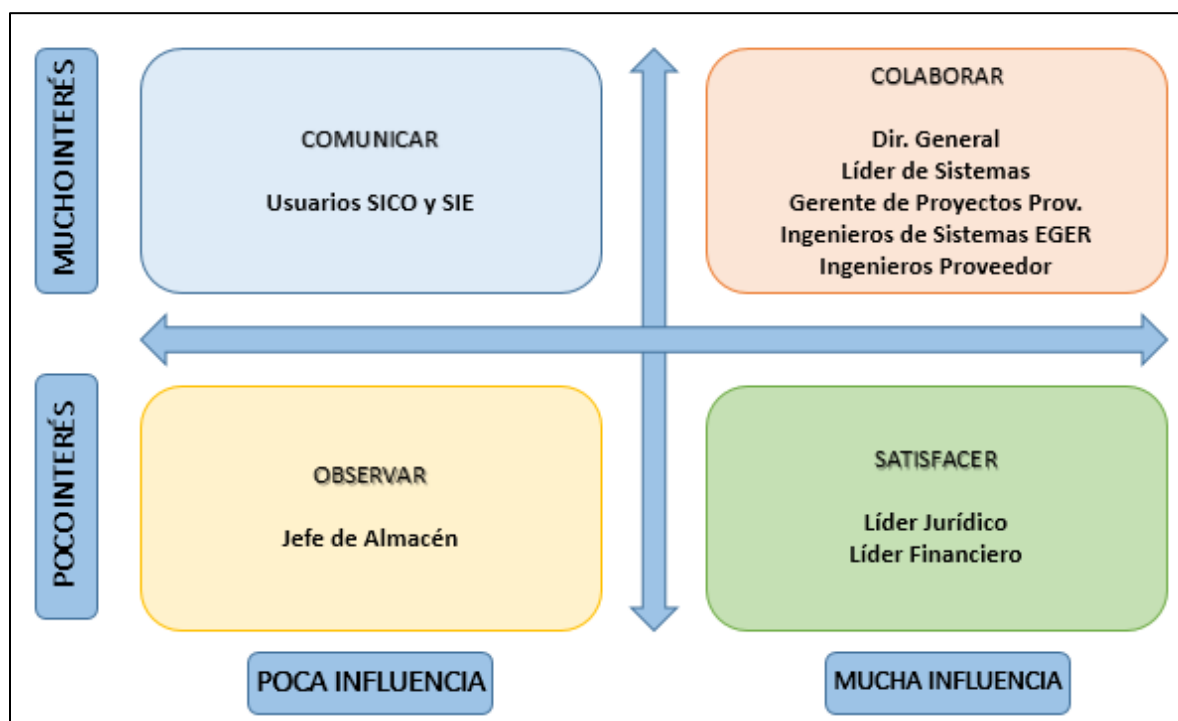 MUCHO INTERÉS
COMUNICAR
Usuarios SICO y SIE
COLABORAR
Dir. General
Líder de Sistemas
Gerente de Proyectos Prov.
Ingenieros de Sistemas EGER
Ingenieros Proveedor
POCO INTERÉS
OBSERVAR
Jefe de Almacén
SATISFACER
Líder Jurídico
Líder Financiero
POCA INFLUENCIA
MUCHA INFLUENCIA